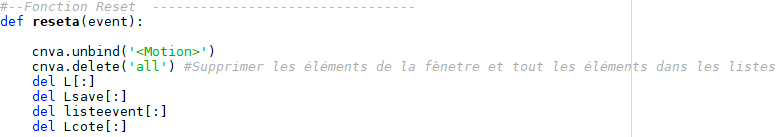 #--Fonction Reset  ---------------------------------
def reseta(event):
    cnva.unbind('<Motion>')
    cnva.delete('all') #Supprimer les éléments de la fênetre et tout les éléments dans les listes
    del L[:]
    del Lsave[:]
    del listeevent[:]
    del Lcote[:]